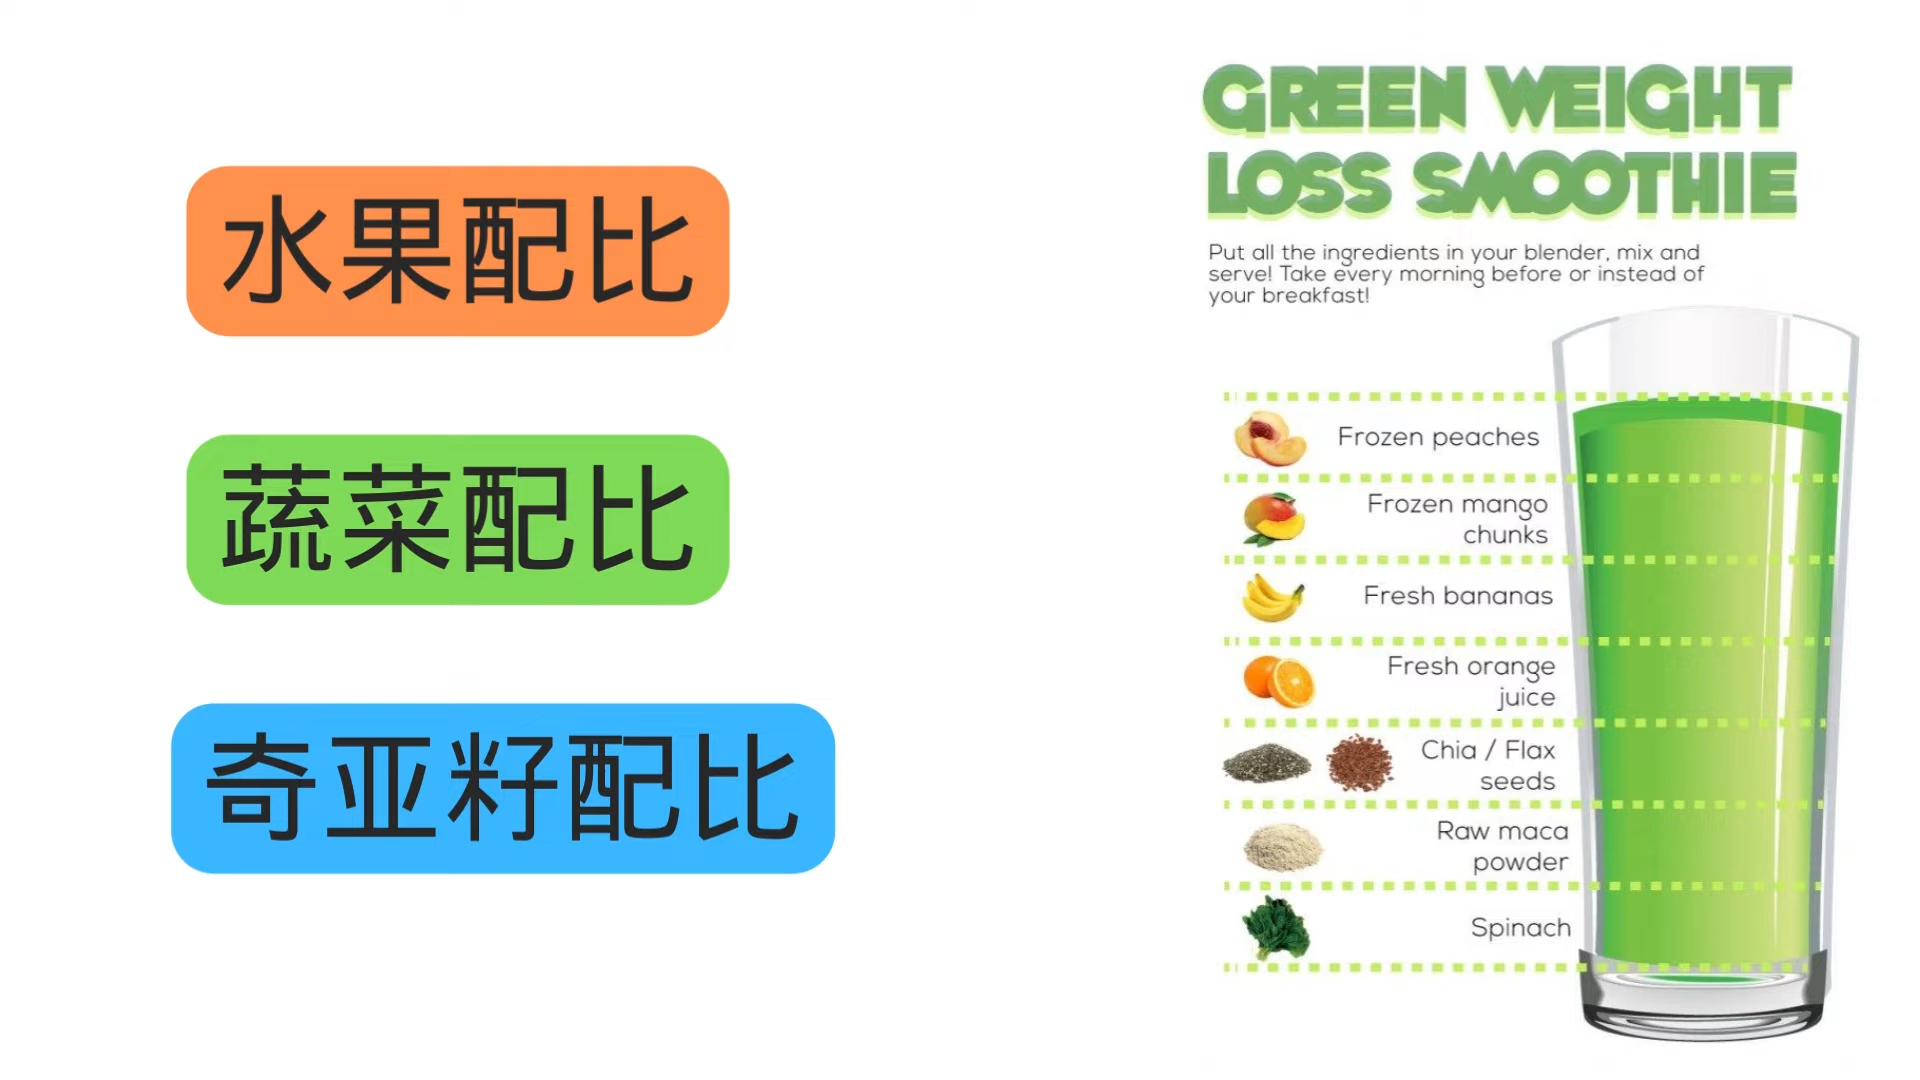 水果配比
蔬菜配比
奇亚籽配比
GREEN WEIGHT
LOSS SMOOTHIE
Put all the ingredients in your blender, mix and
serve! Take every morning before or instead of
your breakfast!
Frozen peaches
Frozen mango
chunks
Fresh bananas
Fresh orange
juice
Chia / Flax
seeds
Raw maca
powder
Spinach